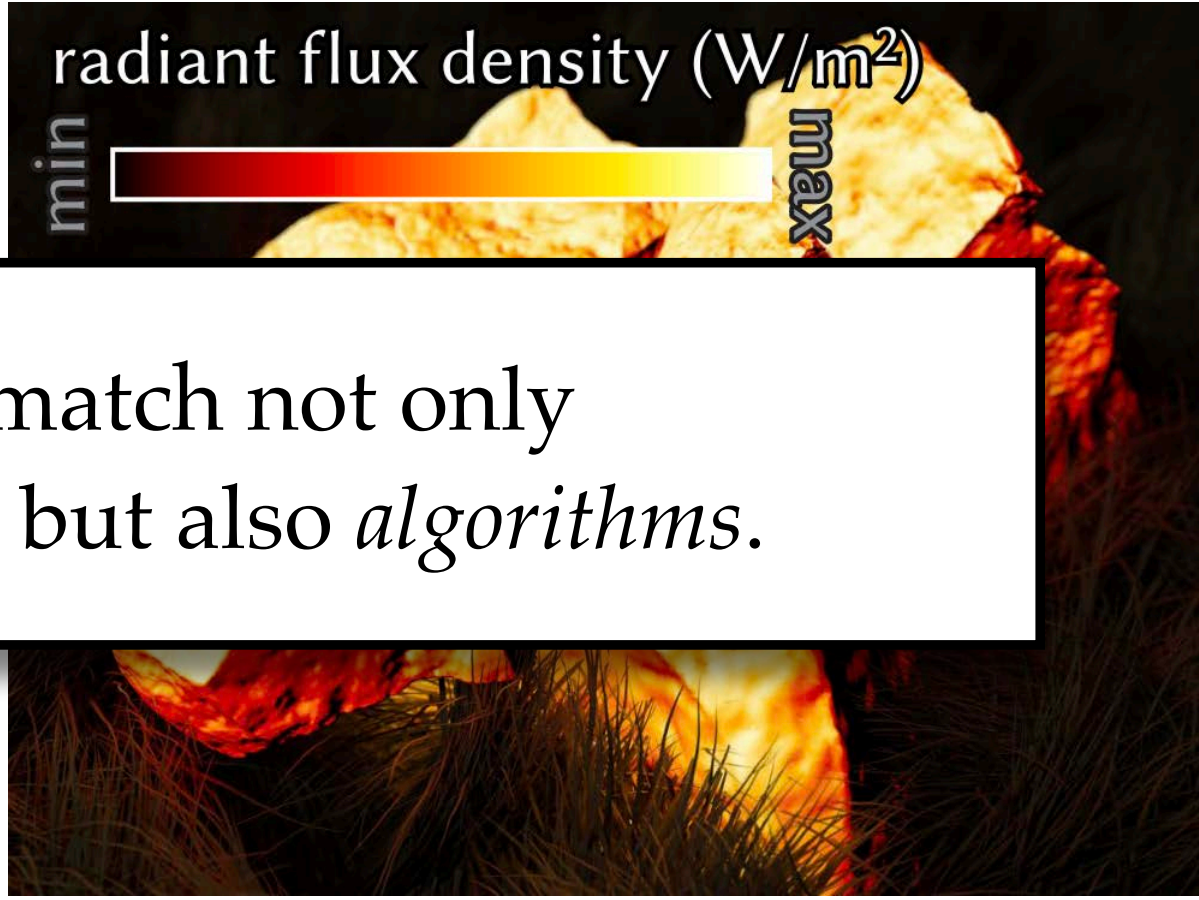 radiant flux density (W/m²)
min
max
match not only
but also algorithms.